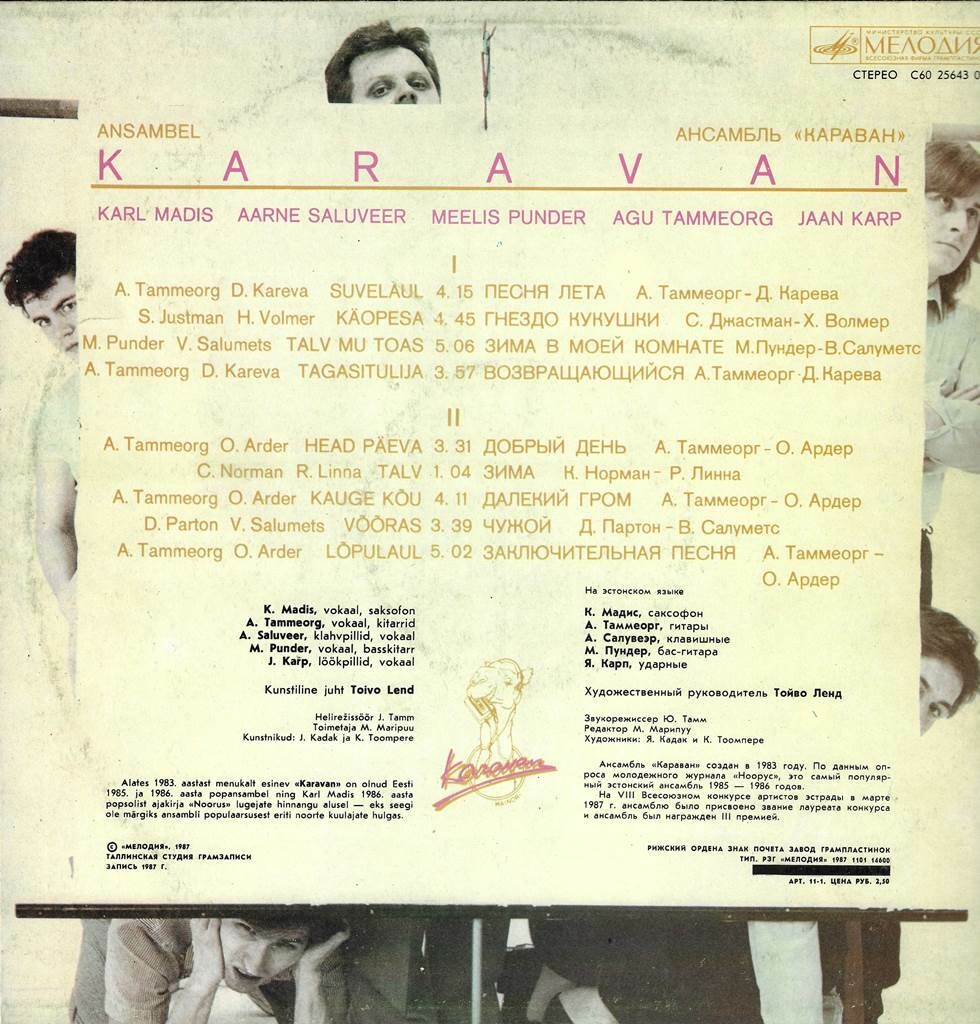 МИНИСТЕРСТВО КУЛЬТУРЫ
МЕЛОДИЯ
ВСЕСОЮЗНАЯ ФИРМА ГРАМПЛАСТИНОК
СТЕРЕО С60 25643 0
ANSAMBEL АНСАМБЛЬ «КАРАВАН»
KARAVAN
KARL MADIS AARNE SALUVEER MEELIS PUNDER AGU TAMMEORG JAAN KARP
I
A. Tammeorg D. Kareva SUVELAUL 4. 15 ПЕСНЯ ЛЕТА А. Таммеорг - Д. Карева
S. Justman H. Volmer KÄOPESA 4. 45 ГНЕЗДО КУКУШКИ С. Джастман - Х. Волмер
M. Punder V. Salumets TALV MU TOAS 5. 06 ЗИМА В МОЕЙ КОМНАТЕ М.Пундер-В.Салуметс
A. Tammeorg D. Kareva TAGASITULIJA 3. 57 ВОЗВРАЩАЮЩИЙСЯ А.Таммеорг-Д. Карева
II
A. Tammeorg O. Arder HEAD PÄEVA 3. 31 ДОБРЫЙ ДЕНЬ А. Таммеорг - О. Ардер
C. Norman R. Linna TALV 1. 04 ЗИМА К. Норман - Р. Линна
A. Tammeorg O. Arder KAUGE KÕU 4. 11 ДАЛЕКИЙ ГРОМ А. Таммеорг - О. Ардер
D. Parton V. Salumets VÕÕRAS 3. 39 ЧУЖОЙ Д. Партон - В. Салуметс
A. Tammeorg O. Arder LÕPULAUL 5. 02 ЗАКЛЮЧИТЕЛЬНАЯ ПЕСНЯ А. Таммеорг -
О. Ардер
K. Madis, vokaal, saksofon
A. Tammeorg, vokaal, kitarrid
A. Saluveer, klahvpillid, vokaal
M. Punder, vokaal, basskitarr
J. Karp, löökpillid, vokaal
Kunstiline juht Toivo Lend
Helirežissöör J. Tamm
Toimetaja M. Maripuu
Kunstnikud: J. Kadak ja K. Toompere
На эстонском языке
К. Мадис, саксофон
А. Таммеорг, гитары
А. Салувеэр, клавишные
М. Пундер, бас-гитара
Я. Карп, ударные
Художественный руководитель Тойво Ленд
Звукорежиссер Ю. Тамм
Редактор М. Марипуу
Художники: Я. Кадак и К. Тоомпере
Karavan
MAINOR
Alates 1983. aastast menukalt esinev «Karavan» on olnud Eesti
1985. ja 1986. aasta popansambel ning Karl Madis 1986. aasta
popsolist ajakirja «Noorus» lugejate hinnangu alusel — eks seegi
ole märgiks ansambli populaarsusest eriti noorte kuulajate hulgas.
Ансамбль «Караван» создан в 1983 году. По данным оп-
роса молодежного журнала «Ноорус», это самый популяр-
ный эстонский ансамбль 1985 — 1986 годов.
На VIII Всесоюзном конкурсе артистов эстрады в марте
1987 г. ансамблю было присвоено звание лауреата конкурса
и ансамбль был награжден III премией.
© «МЕЛОДИЯ», 1987
ТАЛЛИНСКАЯ СТУДИЯ ГРАМЗАПИСИ
ЗАПИСЬ 1987 Г.
РИЖСКИЙ ОРДЕНА ЗНАК ПОЧЕТА ЗАВОД ГРАМПЛАСТИНОК
ТИП. РЗГ «МЕЛОДИЯ» 1987 1101 14600
АРТ. 11-1. ЦЕНА РУБ. 2,50